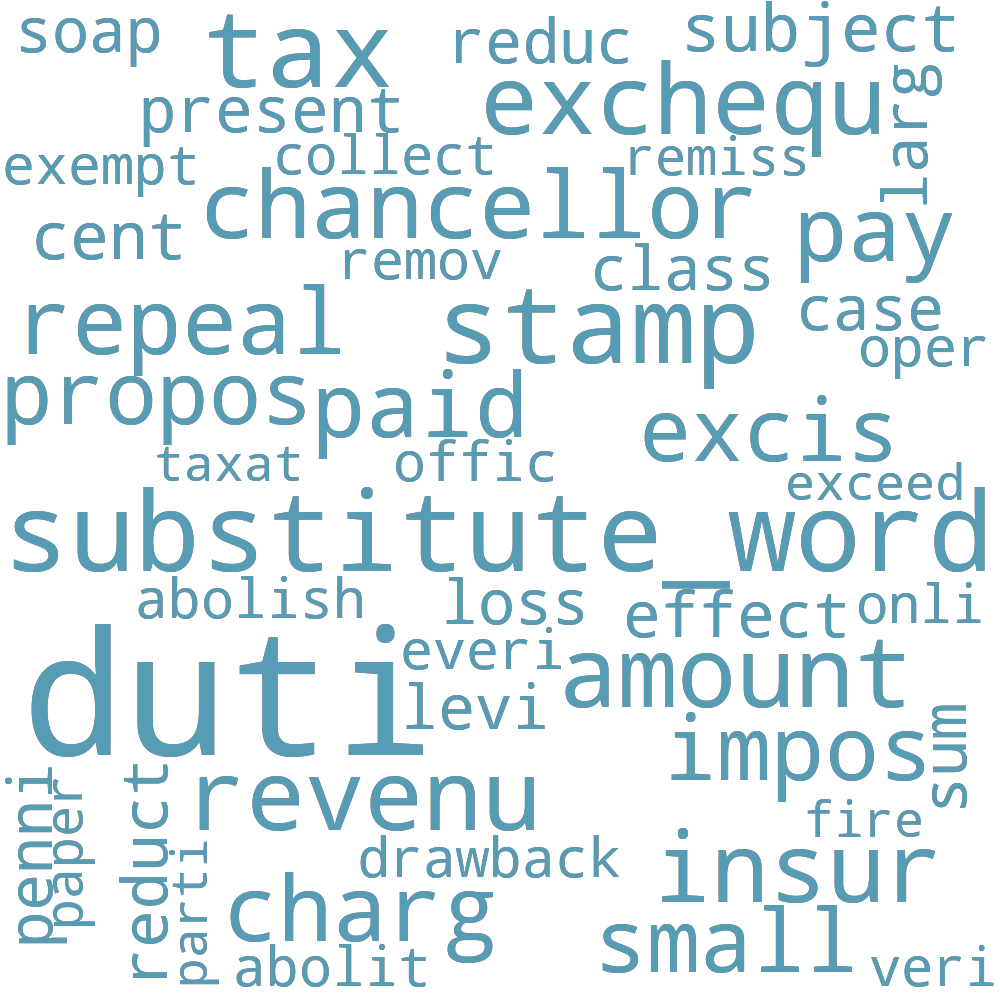 soap tax reduc subject
present exchequ larg
exempt collect remiss
cent chancellor pay
remov class
repeal stamp case
oper
propos paid excis
taxat offic exceed
substitute_word
abolish loss effect onli
duti everi amount
levi impos sum
penni paper reduct revenu fire
parti drawback insur
charg small
abolit veri